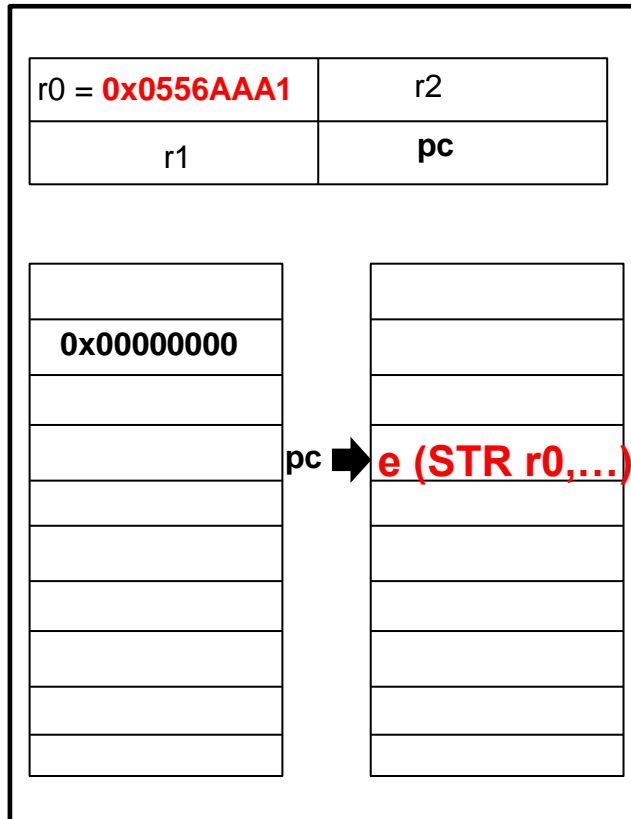 r0 = 0x0556AAA1
r2
r1
pc
0x00000000
pc
e (STR r0,…)